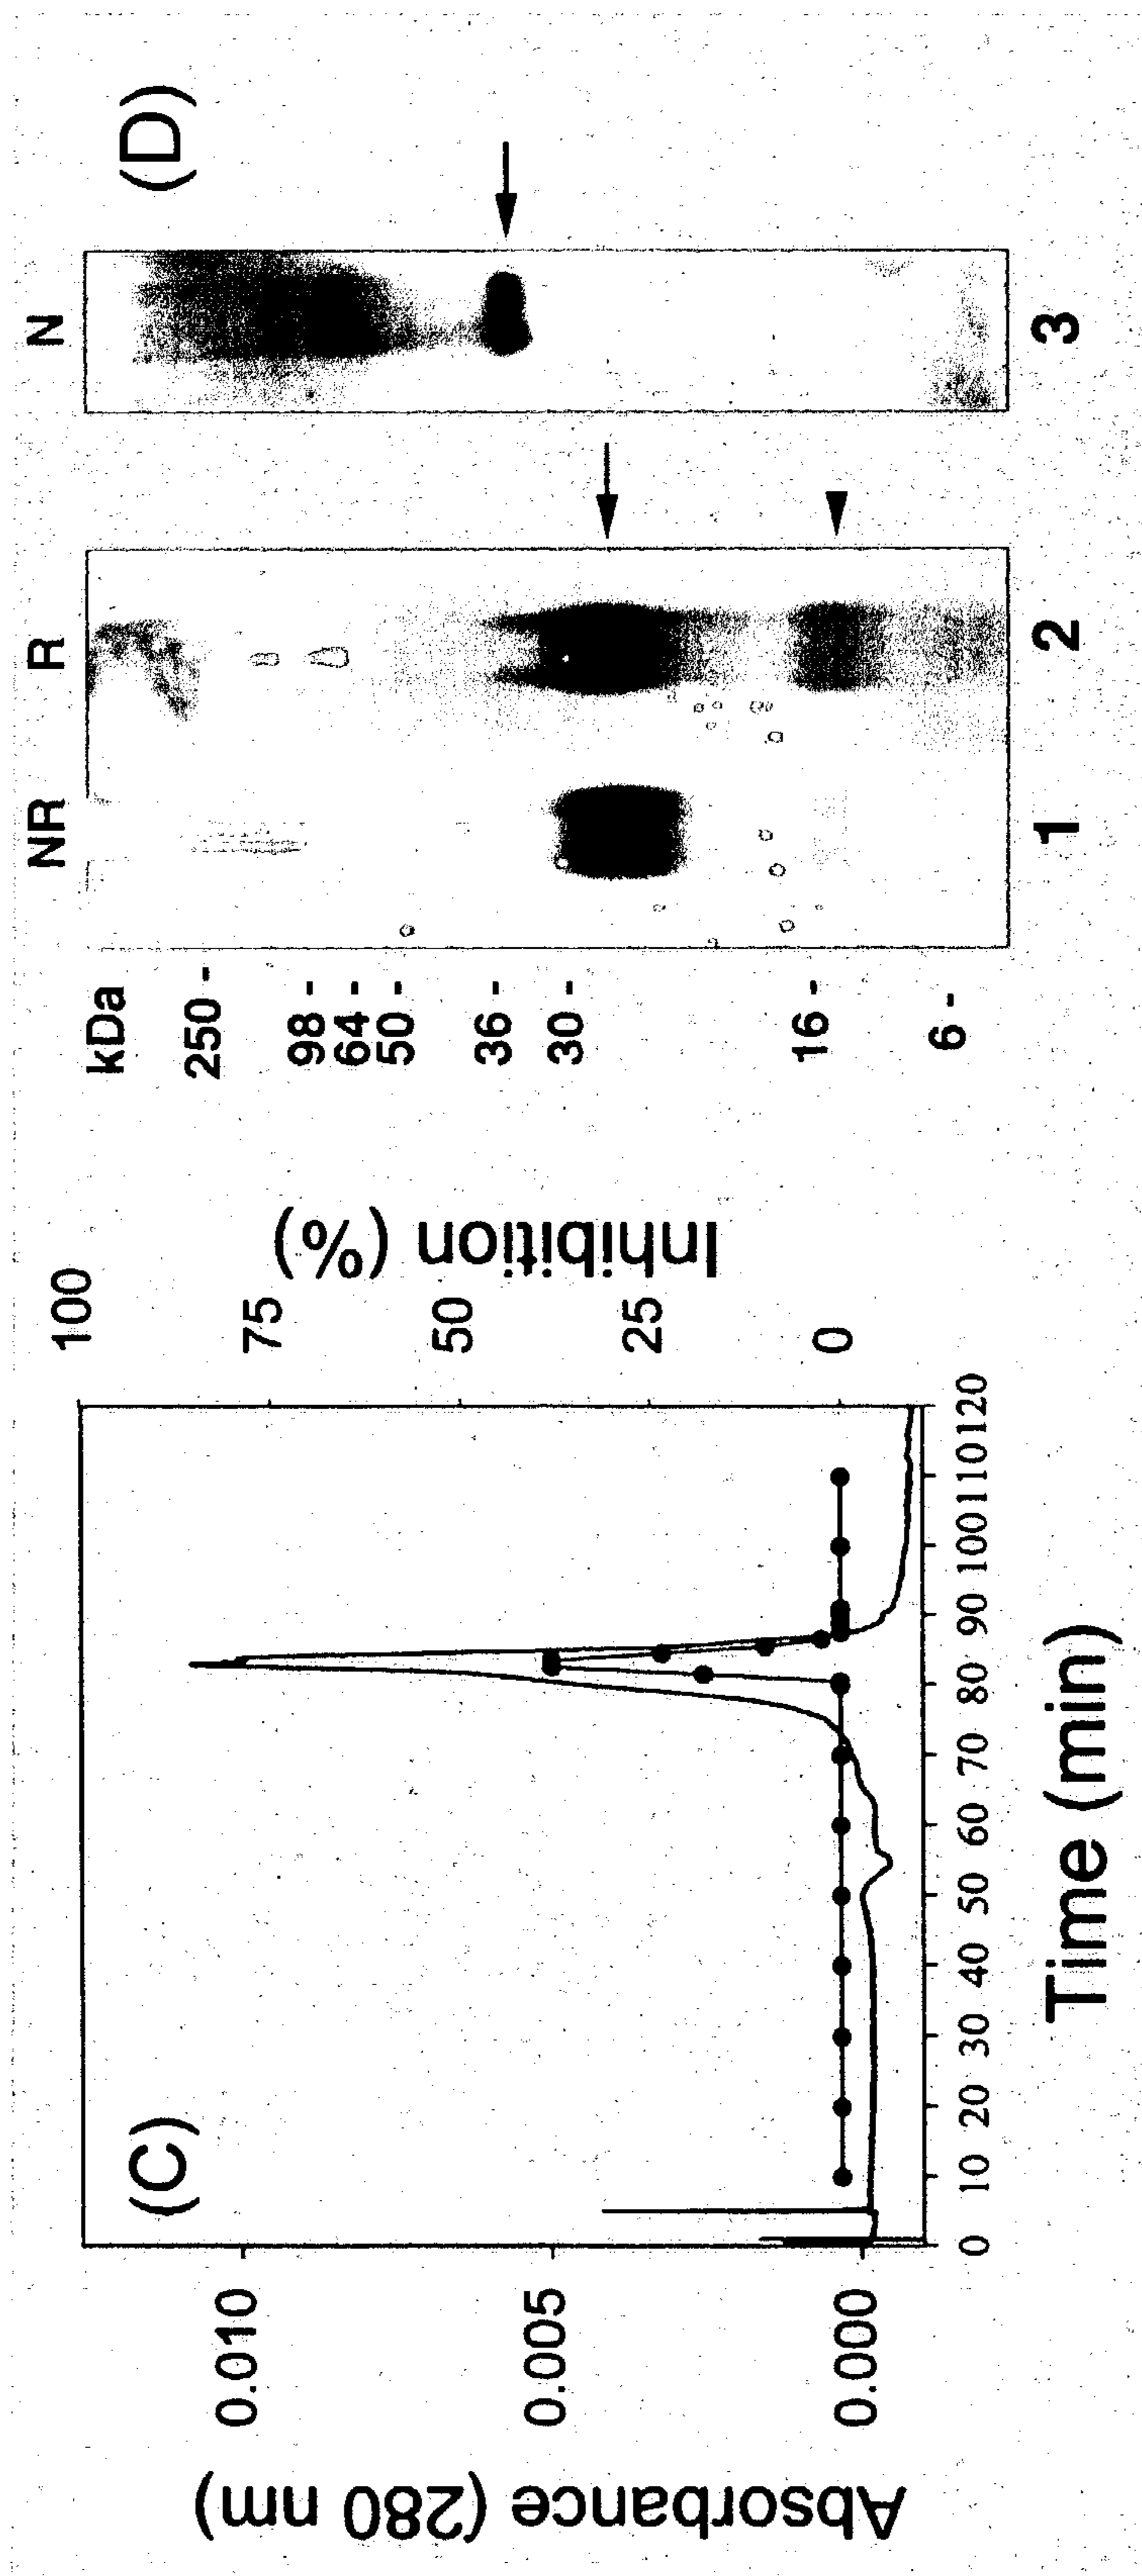 (C)
Absorbance (280 nm)
0.010
0.005
0.000
0 10 20 30 40 50 60 70 80 90 100 110 120
Time (min)
100
75
50
25
0
Inhibition (%)
(D)
NR R N
kDa
250 -
98 -
64 -
50 -
36 -
30 -
16 -
6 -
1 2 3